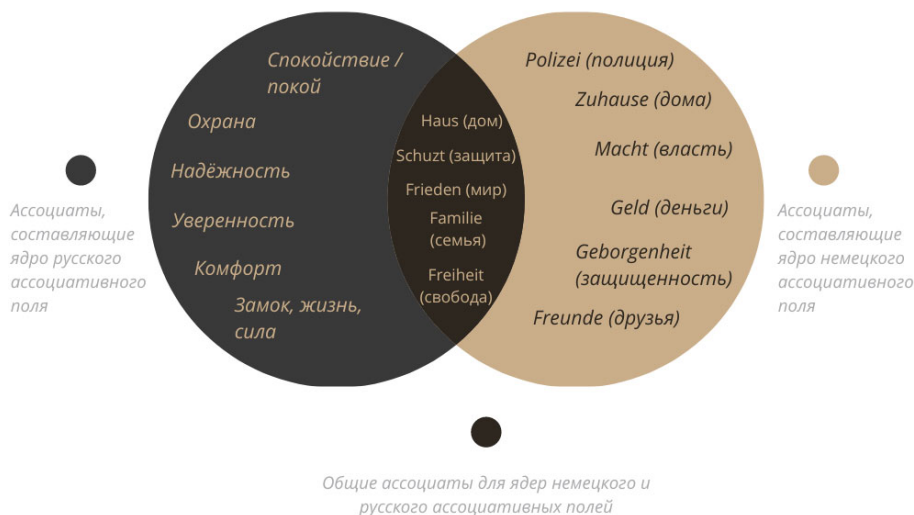 Спокойствие /
покой
Охрана
Надёжность
Уверенность
Комфорт
Замок, жизнь,
сила
Haus (дом)
Schuzt (защита)
Frieden (мир)
Familie
(семья)
Freiheit
(свобода)
Polizei (полиция)
Zuhause (дома)
Macht (власть)
Geld (деньги)
Geborgenheit
(защищенность)
Freunde (друзья)
Ассоциаты,
составляющие
ядро русского
ассоциативного
поля
Ассоциаты,
составляющие
ядро немецкого
ассоциативного
поля
Общие ассоциаты для ядер немецкого и
русского ассоциативных полей